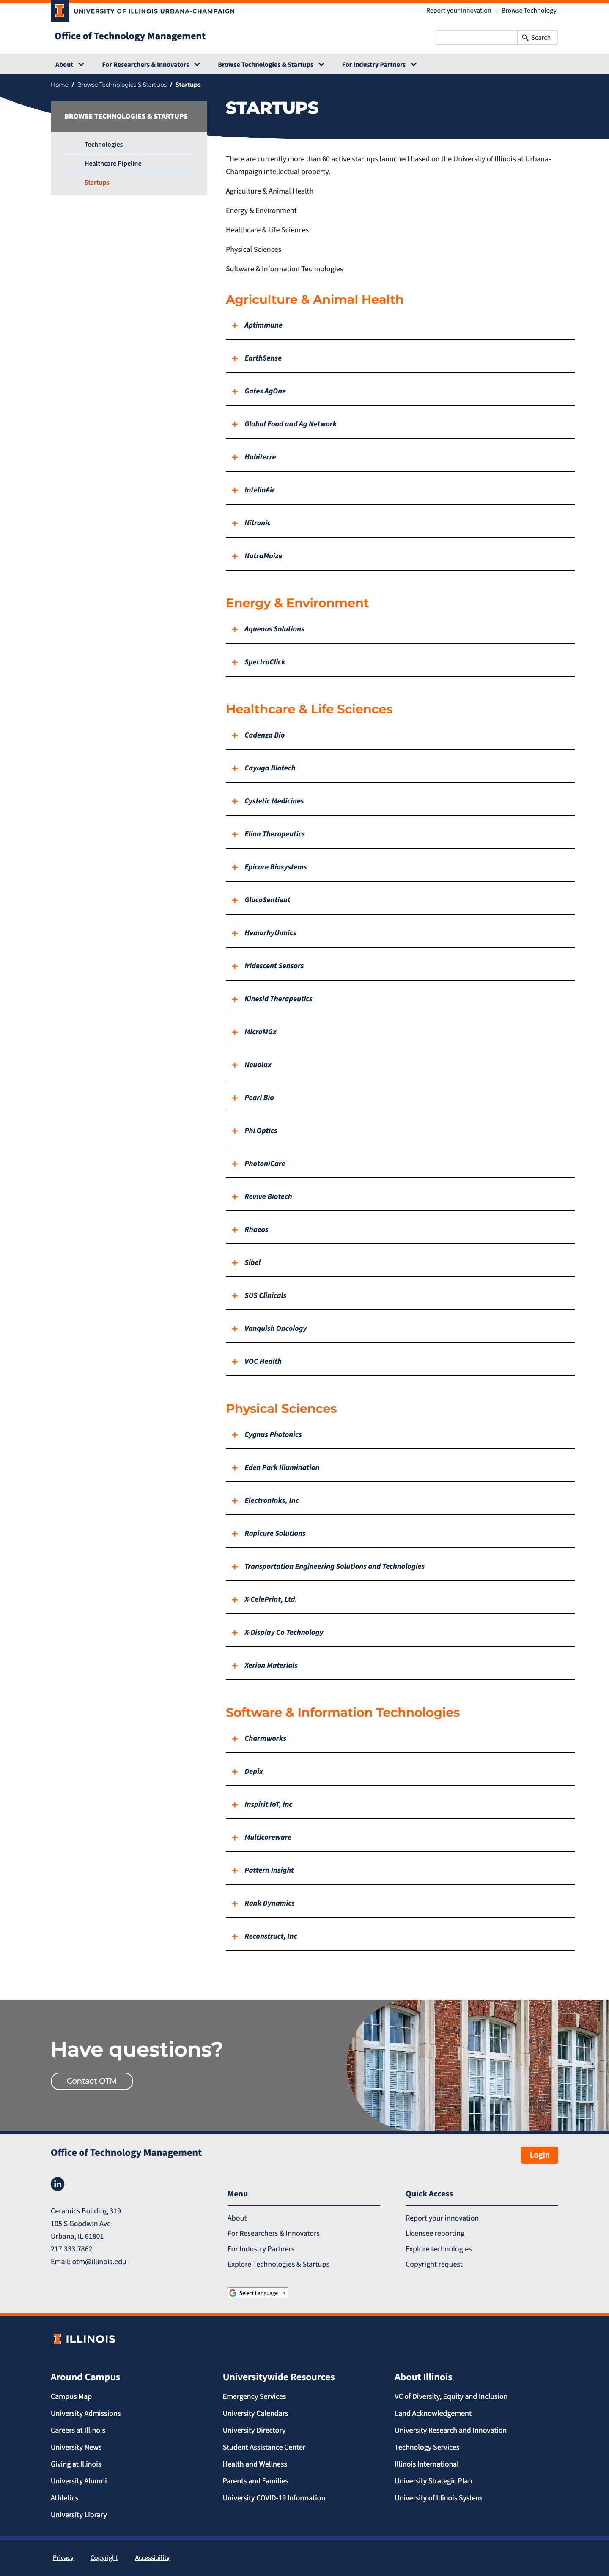 UNIVERSITY OF ILLINOIS URBANA-CHAMPAIGN
Report your innovation
Browse Technology
Office of Technology Management
Search
About
For Researchers & Innovators
Browse Technologies & Startups
For Industry Partners
Home / Browse Technologies & Startups / Startups
BROWSE TECHNOLOGIES & STARTUPS
Technologies
Healthcare Pipeline
Startups
STARTUPS
There are currently more than 60 active startups launched based on the University of Illinois at Urbana-
Champaign intellectual property.
Agriculture & Animal Health
Energy & Environment
Healthcare & Life Sciences
Physical Sciences
Software & Information Technologies
Agriculture & Animal Health
Aptimmune
EarthSense
Gates AgOne
Global Food and Ag Network
Habiterre
IntelinAir
Nitronic
NutraMaize
Energy & Environment
Aqueous Solutions
SpectroClick
Healthcare & Life Sciences
Cadenza Bio
Cayuga Biotech
Cystetic Medicines
Elion Therapeutics
Epicore Biosystems
GlucoSentient
Hemorhythmics
Iridescent Sensors
Kinesid Therapeutics
MicroMGx
Neuolux
Pearl Bio
Phi Optics
PhotoniCare
Revive Biotech
Rhaeos
Sibel
SUS Clinicals
Vanquish Oncology
VOC Health
Physical Sciences
Cygnus Photonics
Eden Park Illumination
ElectronInks, Inc
Rapicure Solutions
Transportation Engineering Solutions and Technologies
X-CelePrint, Ltd.
X-Display Co Technology
Xerion Materials
Software & Information Technologies
Charmworks
Depix
Inspirit IoT, Inc
Multicoreware
Pattern Insight
Rank Dynamics
Reconstruct, Inc
Have questions?
Contact OTM
Office of Technology Management
Login
Ceramics Building 319
105 S Goodwin Ave
Urbana, IL 61801
217.333.7862
Email: otm@illinois.edu
Menu
About
For Researchers & Innovators
For Industry Partners
Explore Technologies & Startups
Select Language
Quick Access
Report your innovation
Licensee reporting
Explore technologies
Copyright request
ILLINOIS
Around Campus
Campus Map
University Admissions
Careers at Illinois
University News
Giving at Illinois
University Alumni
Athletics
University Library
Universitywide Resources
Emergency Services
University Calendars
University Directory
Student Assistance Center
Health and Wellness
Parents and Families
University COVID-19 Information
About Illinois
VC of Diversity, Equity and Inclusion
Land Acknowledgement
University Research and Innovation
Technology Services
Illinois International
University Strategic Plan
University of Illinois System
Privacy
Copyright
Accessibility